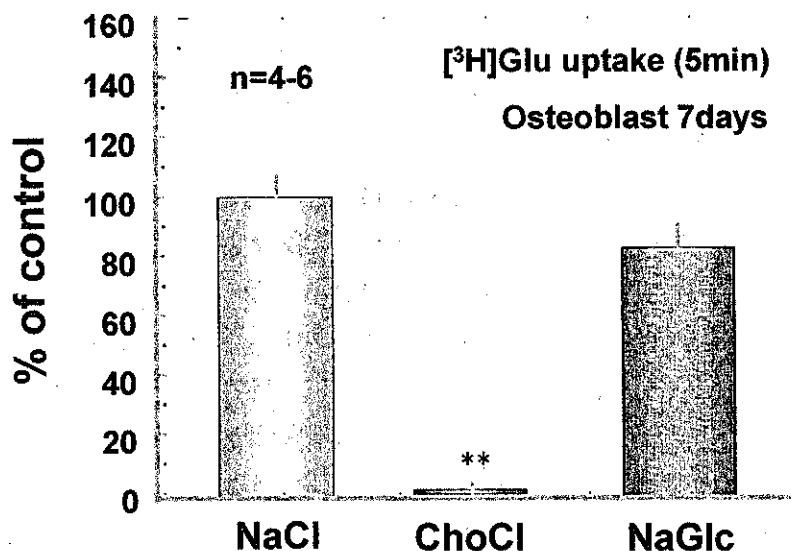 160
140
120
100
80
60
40
20
0
% of control
n=4-6
[³H]Glu uptake (5min)
Osteoblast 7days
**
NaCl
ChoCl
NaGlc